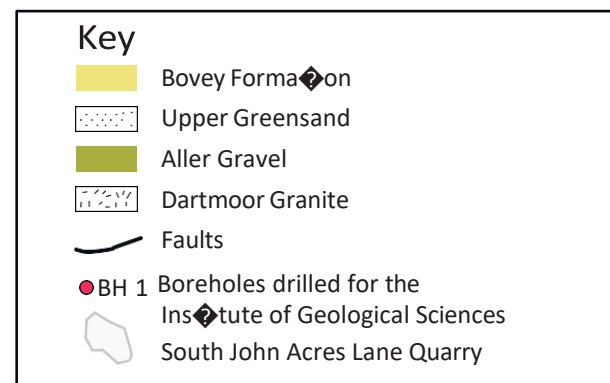 Key
Bovey Forma�on
Upper Greensand
Aller Gravel
Dartmoor Granite
Faults
BH 1 Boreholes drilled for the
Ins�tute of Geological Sciences
South John Acres Lane Quarry